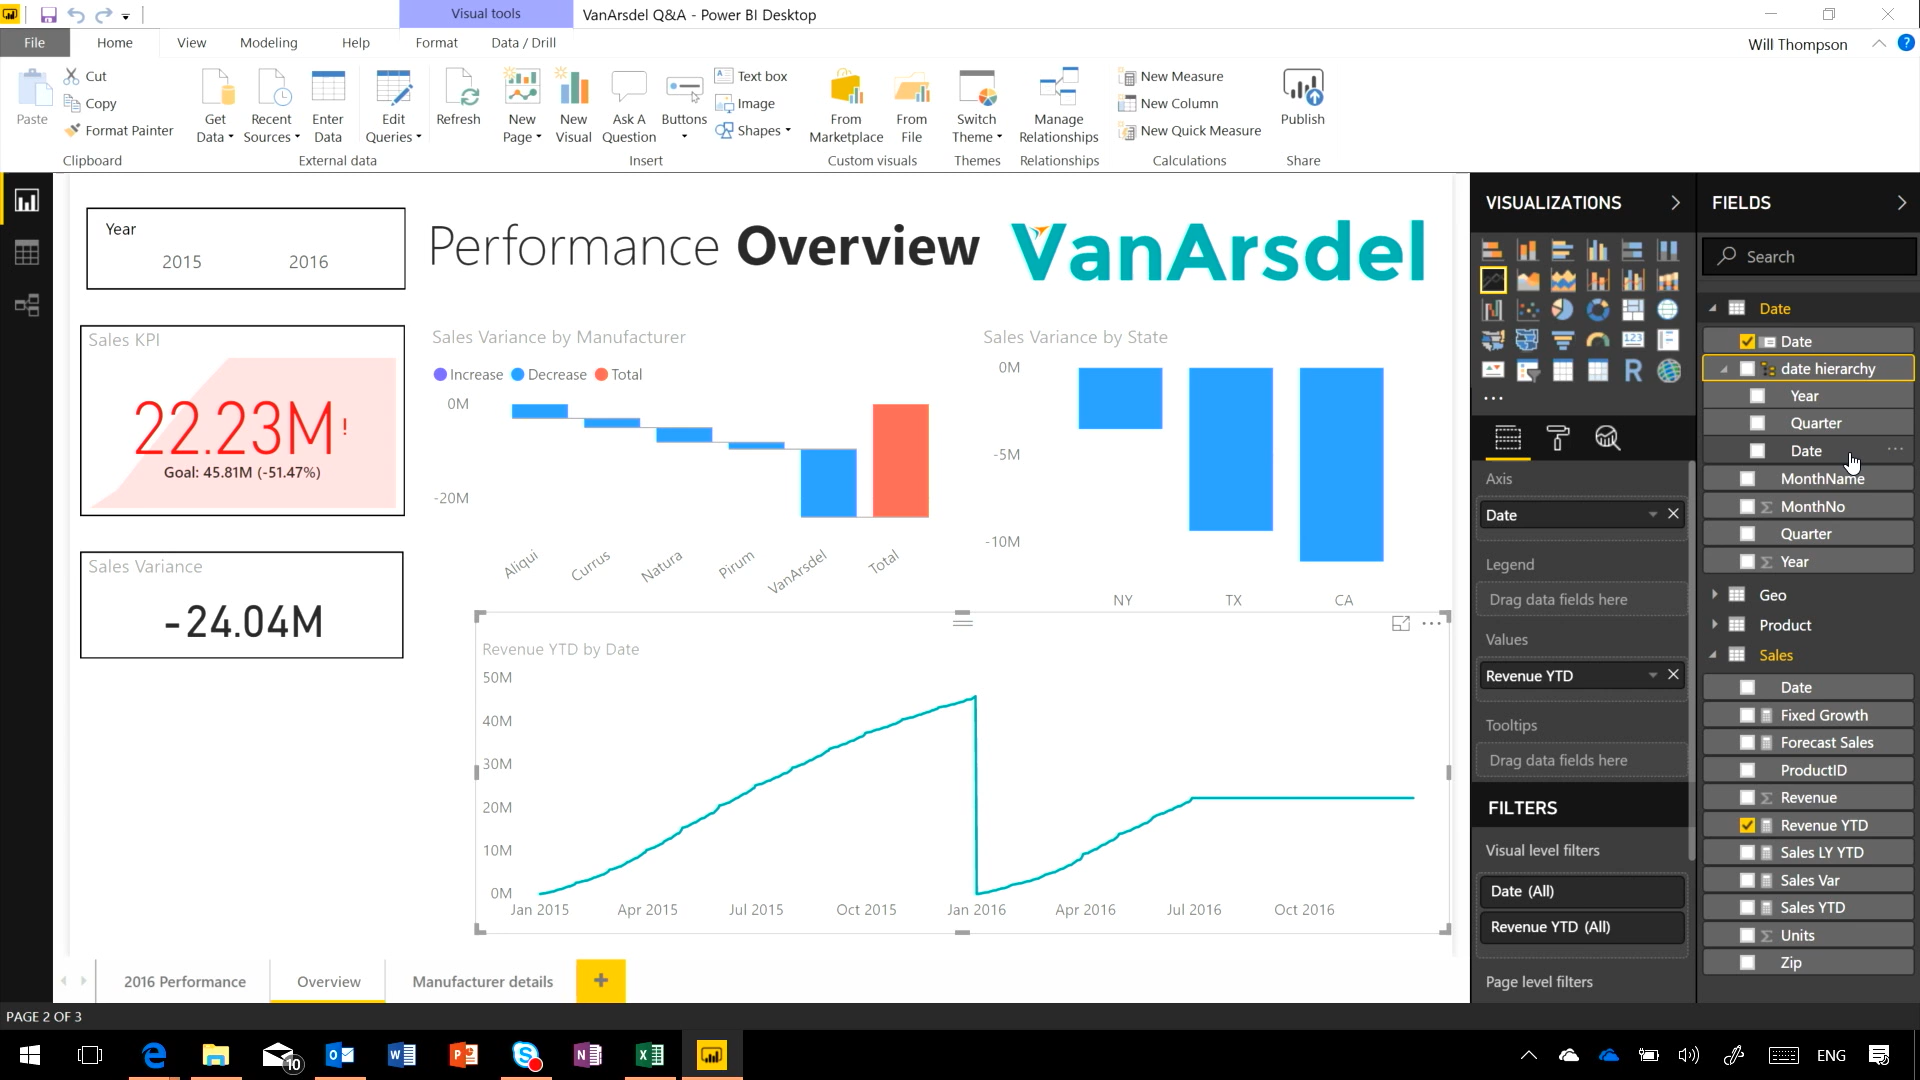 Visual tools
VanArsdel Q&A - Power BI Desktop
File
Home
View
Modeling
Help
Format
Data / Drill
Will Thompson
?
Paste
Cut
Copy
Format Painter
Clipboard
Get Data
Recent Sources
Enter Data
Edit Queries
Refresh
External data
New Page
New Visual
Ask A Question
Buttons
Text box
Image
Shapes
Insert
From Marketplace
From File
Custom visuals
Switch Theme
Themes
Manage Relationships
Relationships
New Measure
New Column
New Quick Measure
Calculations
Publish
Share
Year
2015 2016
Performance Overview
VanArsdel
Sales KPI
22.23M!
Goal: 45.81M (-51.47%)
Sales Variance
-24.04M
Sales Variance by Manufacturer
Increase Decrease Total
0M
-20M
Aliqui
Currus
Natura
Pirum
VanArsdel
Total
Sales Variance by State
0M
-5M
-10M
NY TX CA
Revenue YTD by Date
50M
40M
30M
20M
10M
0M
Jan 2015 Apr 2015 Jul 2015 Oct 2015 Jan 2016 Apr 2016 Jul 2016 Oct 2016
VISUALIZATIONS
123
R
Axis
Date
Legend
Drag data fields here
Values
Revenue YTD
Tooltips
Drag data fields here
FILTERS
Visual level filters
Date (All)
Revenue YTD (All)
Page level filters
FIELDS
Search
Date
Date
date hierarchy
Year
Quarter
Date
MonthName
MonthNo
Quarter
Year
Geo
Product
Sales
Date
Fixed Growth
Forecast Sales
ProductID
Revenue
Revenue YTD
Sales LY YTD
Sales Var
Sales YTD
Units
Zip
2016 Performance
Overview
Manufacturer details
+
PAGE 2 OF 3
10
ENG